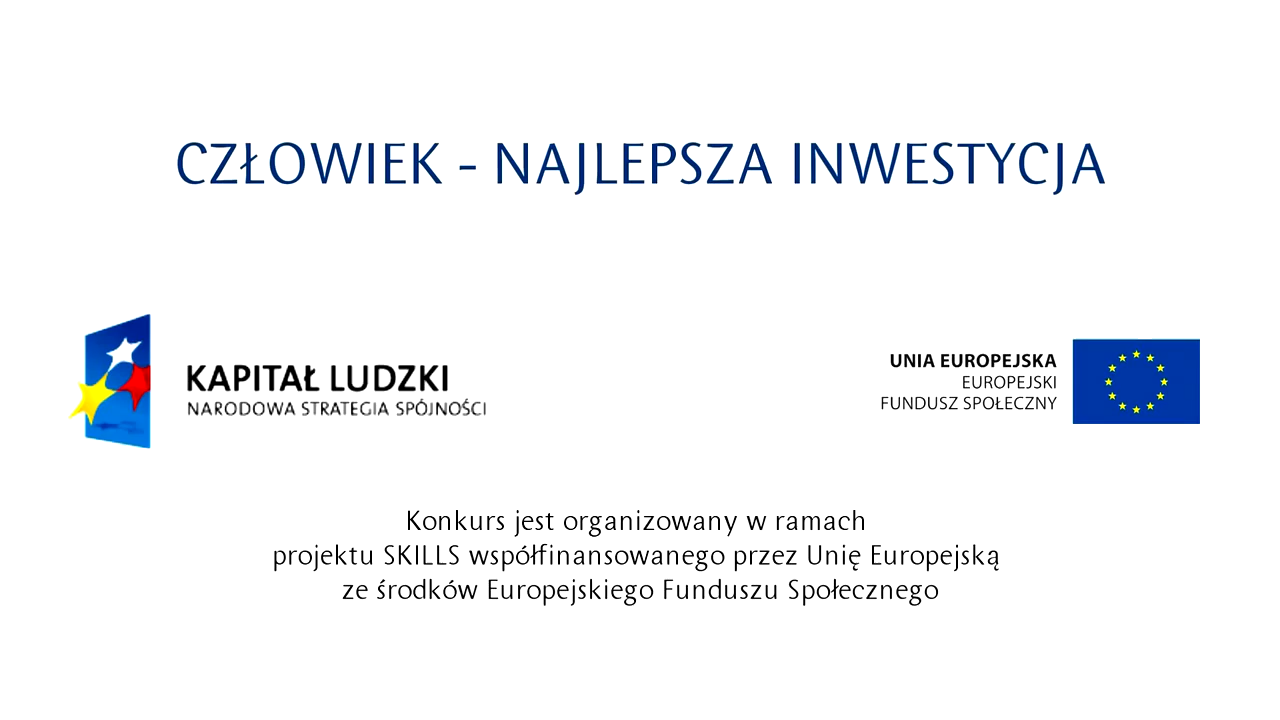 CZŁOWIEK - NAJLEPSZA INWESTYCJA
KAPITAŁ LUDZKI
NARODOWA STRATEGIA SPÓJNOŚCI
UNIA EUROPEJSKA
EUROPEJSKI
FUNDUSZ SPOŁECZNY
Konkurs jest organizowany w ramach
projektu SKILLS współfinansowanego przez Unię Europejską
ze środków Europejskiego Funduszu Społecznego